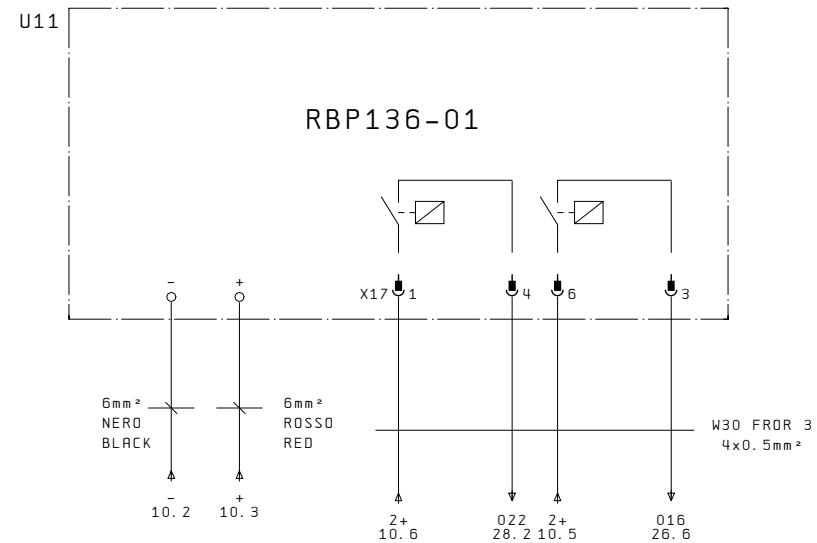 U11
RBP136-01
- +
X17 1 4 6 3
6mm²
NERO
BLACK
6mm²
ROSSO
RED
W30 FROR 3
4x0.5mm²
-
10.2
+
10.3
2+
10.6
022
28.2
2+
10.5
016
26.6